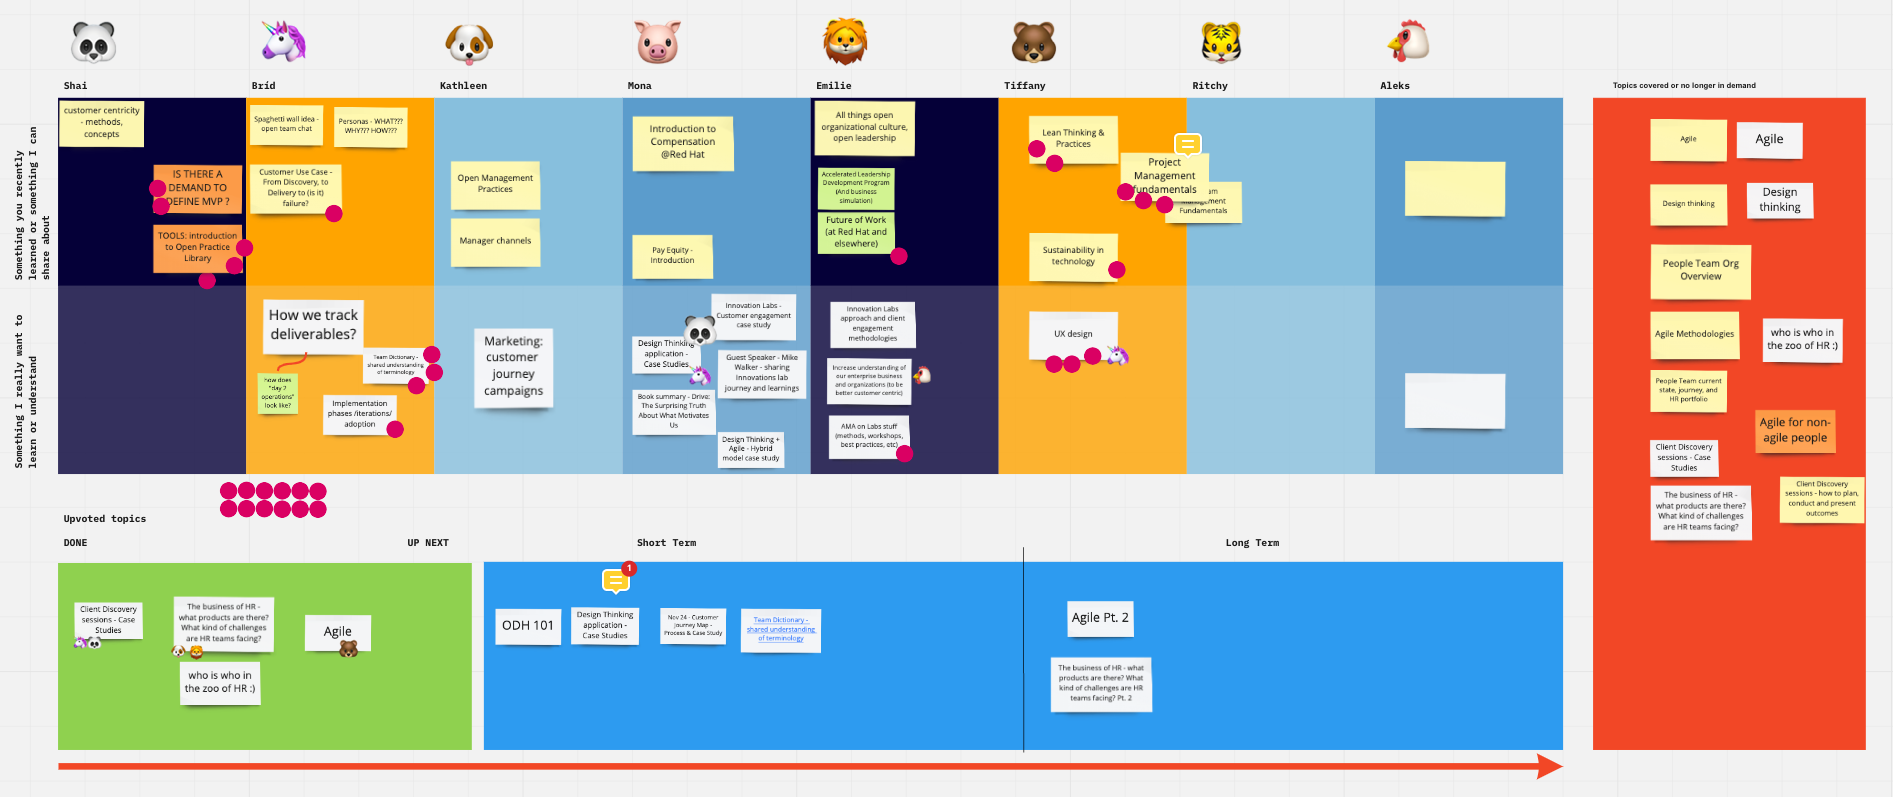 Shai
Bríd
Kathleen
Mona
Emilie
Tiffany
Ritchy
Aleks
Topics covered or no longer in demand
Something you recently
learned or something I can
share about
customer centricity
- methods,
concepts
IS THERE A
DEMAND TO
DEFINE MVP ?
TOOLS: introduction
to Open Practice
Library
Spaghetti wall idea -
open team chat
Personas - WHAT???
WHY??? HOW???
Customer Use Case -
From Discovery, to
Delivery to (is it)
failure?
Open Management
Practices
Manager channels
Introduction to
Compensation
@Red Hat
Pay Equity -
Introduction
All things open
organizational culture,
open leadership
Accelerated Leadership
Development Program
(And business
simulation)
Future of Work
(at Red Hat and
elsewhere)
Lean Thinking &
Practices
Project
Management
fundamentals
Fundamentals
Sustainability in
technology
Something I really want to
learn or understand
How we track
deliverables?
how does
"day 2
operations"
look like?
Team Dictionary -
shared understanding
of terminology
Implementation
phases /iterations/
adoption
Marketing:
customer
journey
campaigns
Innovation Labs -
Customer engagement
case study
Design Thinking
application -
Case Studies
Guest Speaker - Mike
Walker - sharing
Innovations lab
journey and learnings
Book summary - Drive:
The Surprising Truth
About What Motivates
Us
Design Thinking +
Agile - Hybrid
model case study
Innovation Labs
approach and client
engagement
methodologies
Increase understanding of
our enterprise business
and organizations (to be
better customer centric)
AMA on Labs stuff
(methods, workshops,
best practices, etc)
UX design
Agile
Agile
Design thinking
Design
thinking
People Team Org
Overview
Agile Methodologies
who is who in
the zoo of HR :)
People Team current
state, journey, and
HR portfolio
Agile for non-
agile people
Client Discovery
sessions - Case
Studies
Client Discovery
sessions - how to plan,
conduct and present
outcomes
The business of HR -
what products are there?
What kind of challenges
are HR teams facing?
Upvoted topics
DONE
UP NEXT
Short Term
Long Term
Client Discovery
sessions - Case
Studies
The business of HR -
what products are there?
What kind of challenges
are HR teams facing?
Agile
who is who in
the zoo of HR :)
1
ODH 101
Design Thinking
application -
Case Studies
Nov 24 - Customer
Journey Map -
Process & Case Study
Team Dictionary -
shared understanding
of terminology
Agile Pt. 2
The business of HR - what
products are there? What
kind of challenges are HR
teams facing? Pt. 2